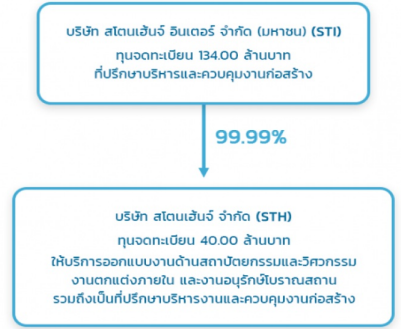 บริษัท สโตนเฮ้นจ์ อินเตอร์ จำกัด (มหาชน) (STI)
ทุนจดทะเบียน 134.00 ล้านบาท
ที่ปรึกษาบริหารและควบคุมงานก่อสร้าง
99.99%
บริษัท สโตนเฮ้นจ์ จำกัด (STH)
ทุนจดทะเบียน 40.00 ล้านบาท
ให้บริการออกแบบงานด้านสถาปัตยกรรมและวิศวกรรม
งานตกแต่งภายใน และงานอนุรักษ์โบราณสถาน
รวมถึงเป็นที่ปรึกษาบริหารงานและควบคุมงานก่อสร้าง